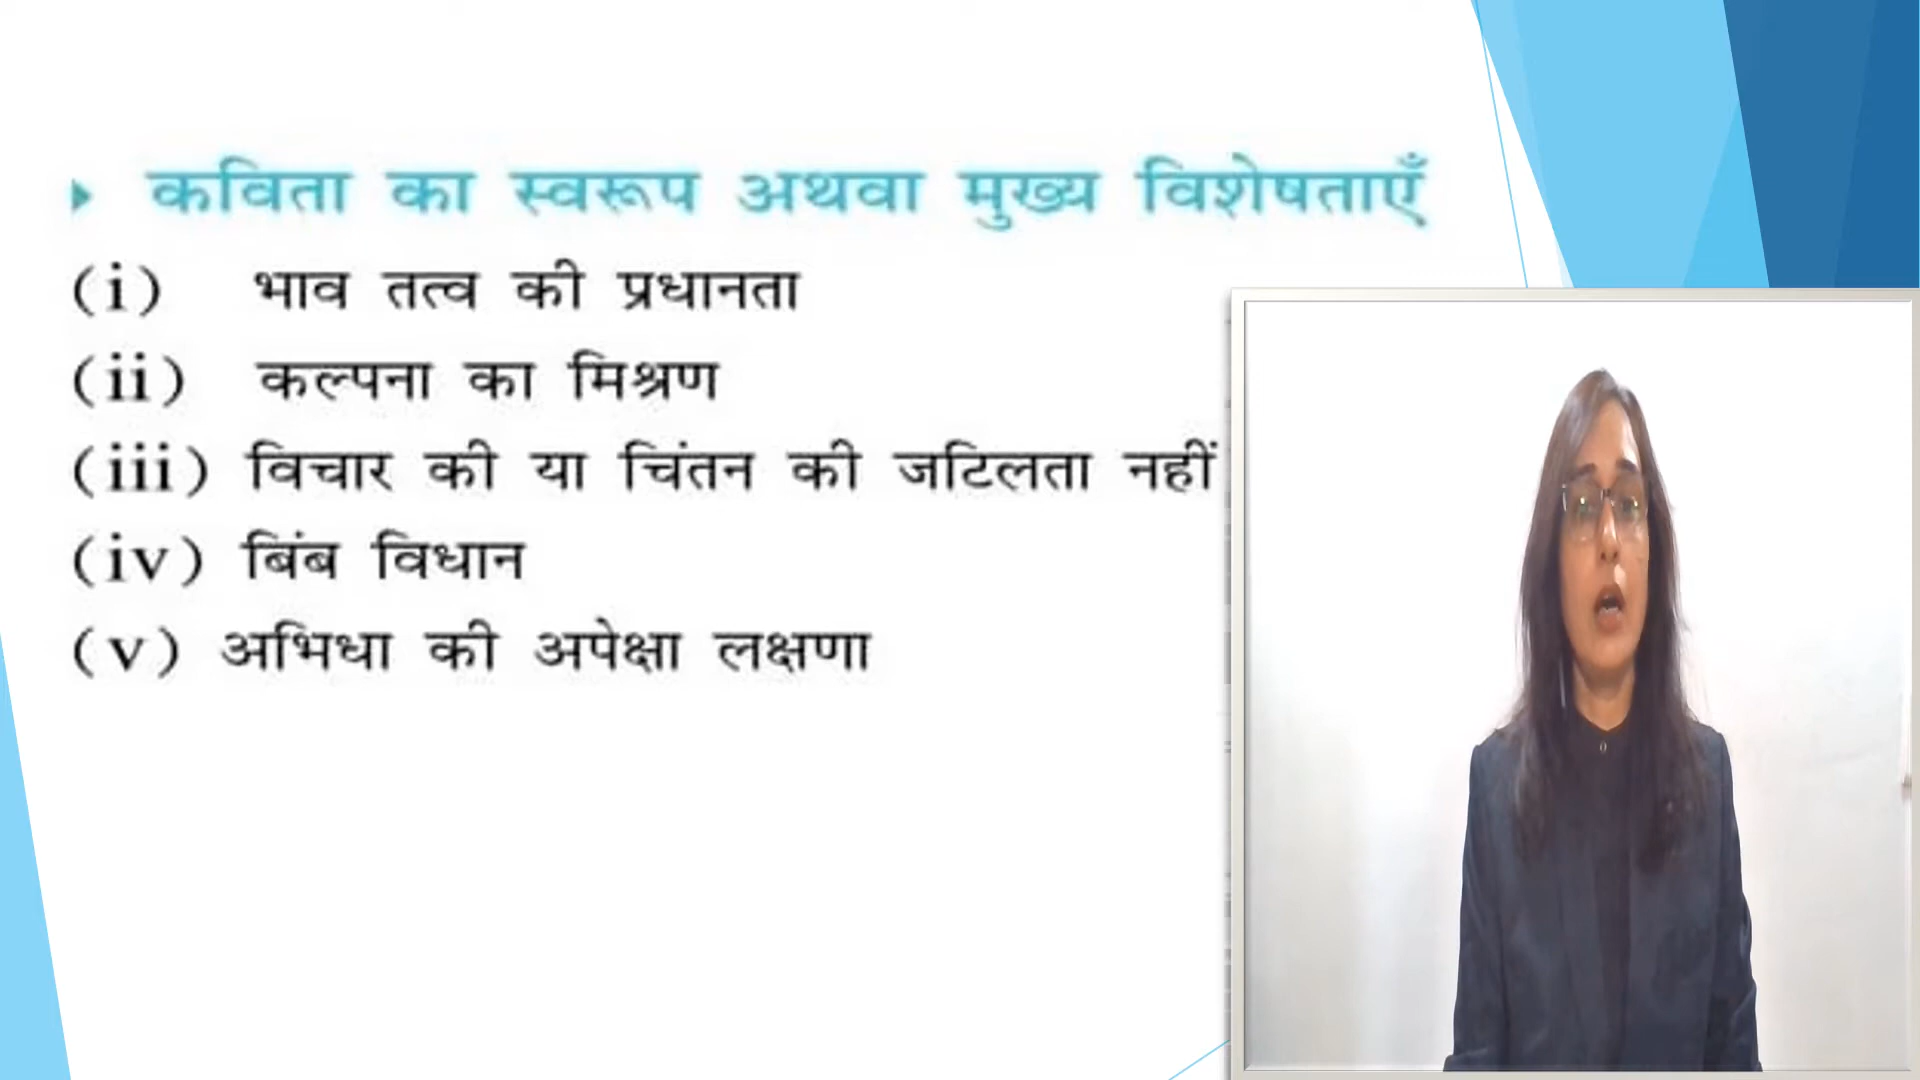 कविता का स्वरूप अथवा मुख्य विशेषताएँ
(i) भाव तत्व की प्रधानता
(ii) कल्पना का मिश्रण
(iii) विचार की या चिंतन की जटिलता नहीं
(iv) बिंब विधान
(v) अभिधा की अपेक्षा लक्षणा